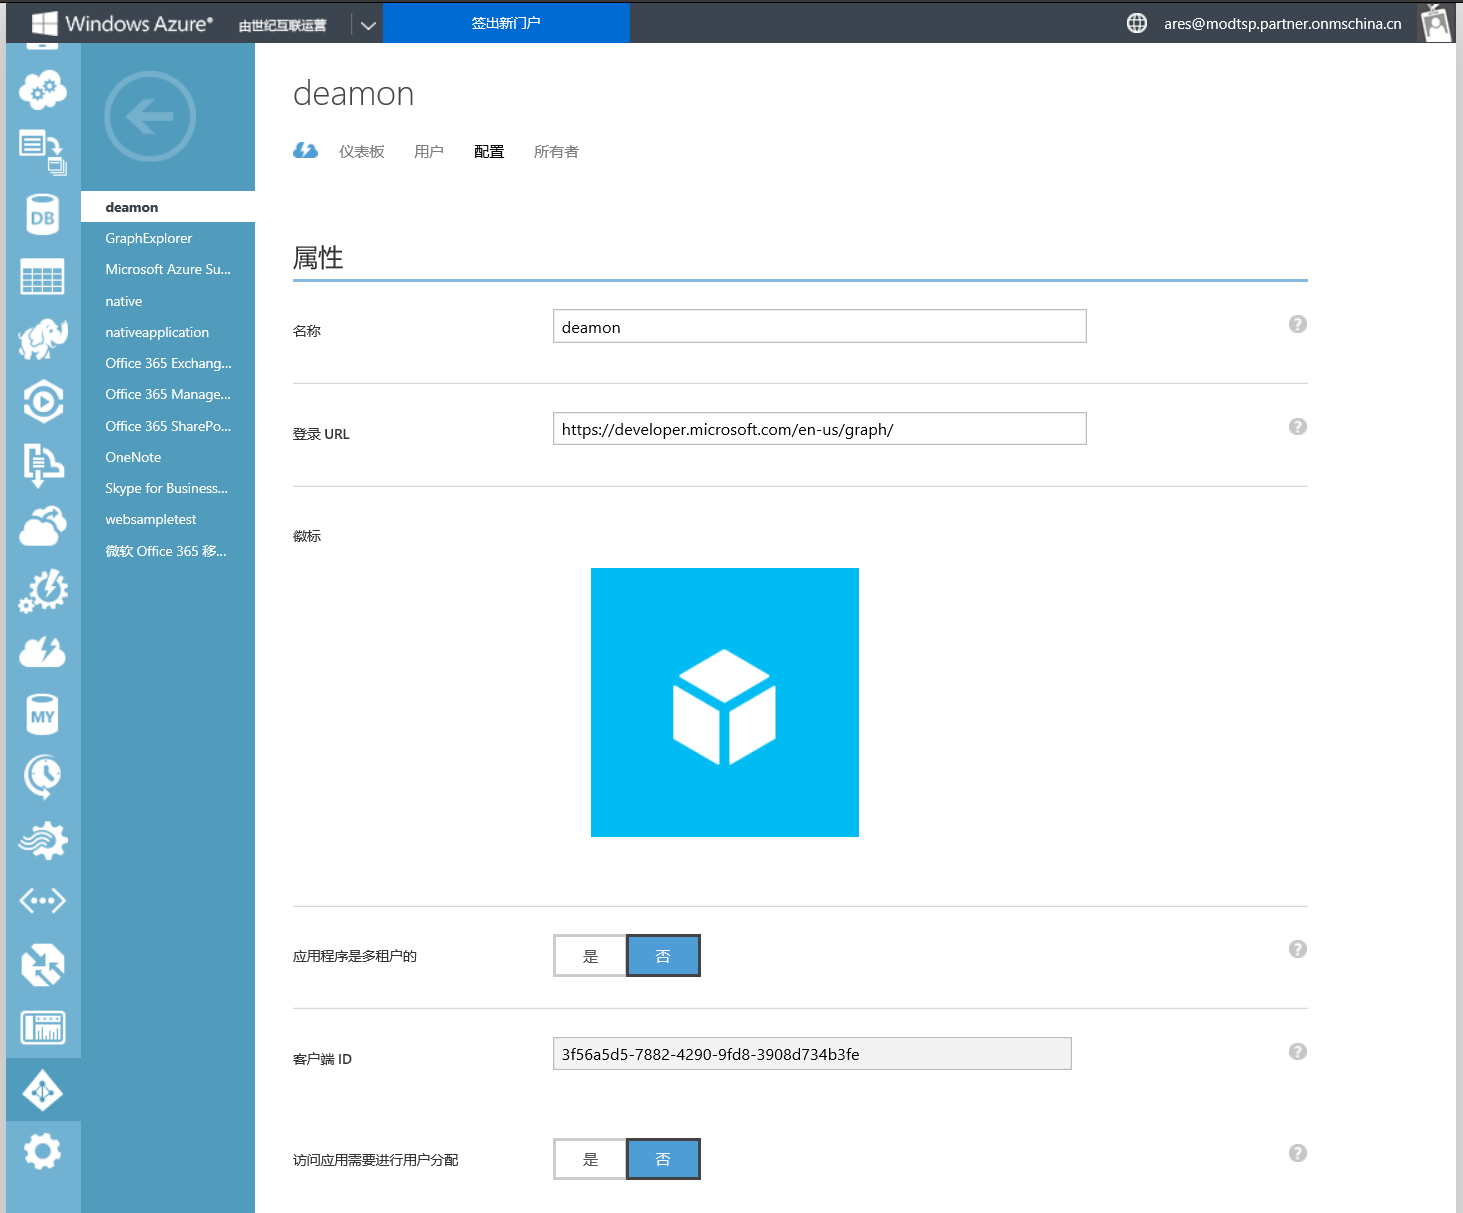 Windows Azure® 由世纪互联运营
签出新门户
ares@modtsp.partner.onmschina.cn
deamon
仪表板 用户 配置 所有者
deamon
GraphExplorer
Microsoft Azure Su...
native
nativeapplication
Office 365 Exchang...
Office 365 Manage...
Office 365 SharePo...
OneNote
Skype for Business...
websampletest
微软 Office 365 移...
DB
MY
属性
名称 deamon ?
登录 URL https://developer.microsoft.com/en-us/graph/ ?
徽标
应用程序是多租户的 是 否 ?
客户端 ID 3f56a5d5-7882-4290-9fd8-3908d734b3fe ?
访问应用需要进行用户分配 是 否 ?